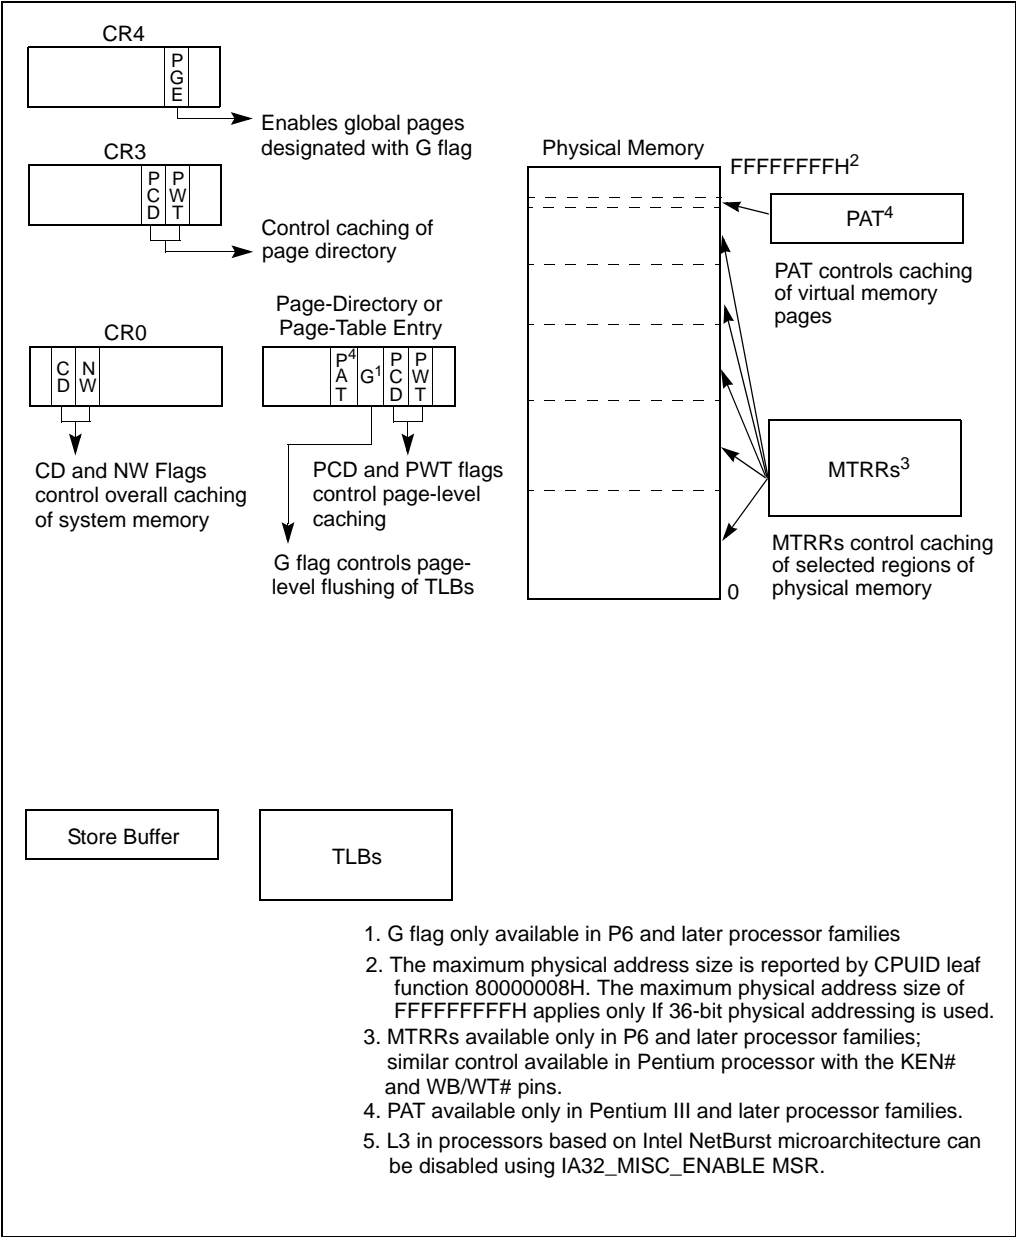 CR4
PGE
Enables global pages
designated with G flag
CR3
PCD PWT
Control caching of
page directory
CR0
CD NW
CD and NW Flags
control overall caching
of system memory
Page-Directory or
Page-Table Entry
PAT4 G1 PCD PWT
PCD and PWT flags
control page-level
caching
G flag controls page-
level flushing of TLBs
Physical Memory
FFFFFFFFH2
PAT4
PAT controls caching
of virtual memory
pages
MTRRs3
MTRRs control caching
of selected regions of
physical memory
0
Store Buffer
TLBs
1. G flag only available in P6 and later processor families
2. The maximum physical address size is reported by CPUID leaf
function 80000008H. The maximum physical address size of
FFFFFFFFFH applies only If 36-bit physical addressing is used.
3. MTRRs available only in P6 and later processor families;
similar control available in Pentium processor with the KEN#
and WB/WT# pins.
4. PAT available only in Pentium III and later processor families.
5. L3 in processors based on Intel NetBurst microarchitecture can
be disabled using IA32_MISC_ENABLE MSR.